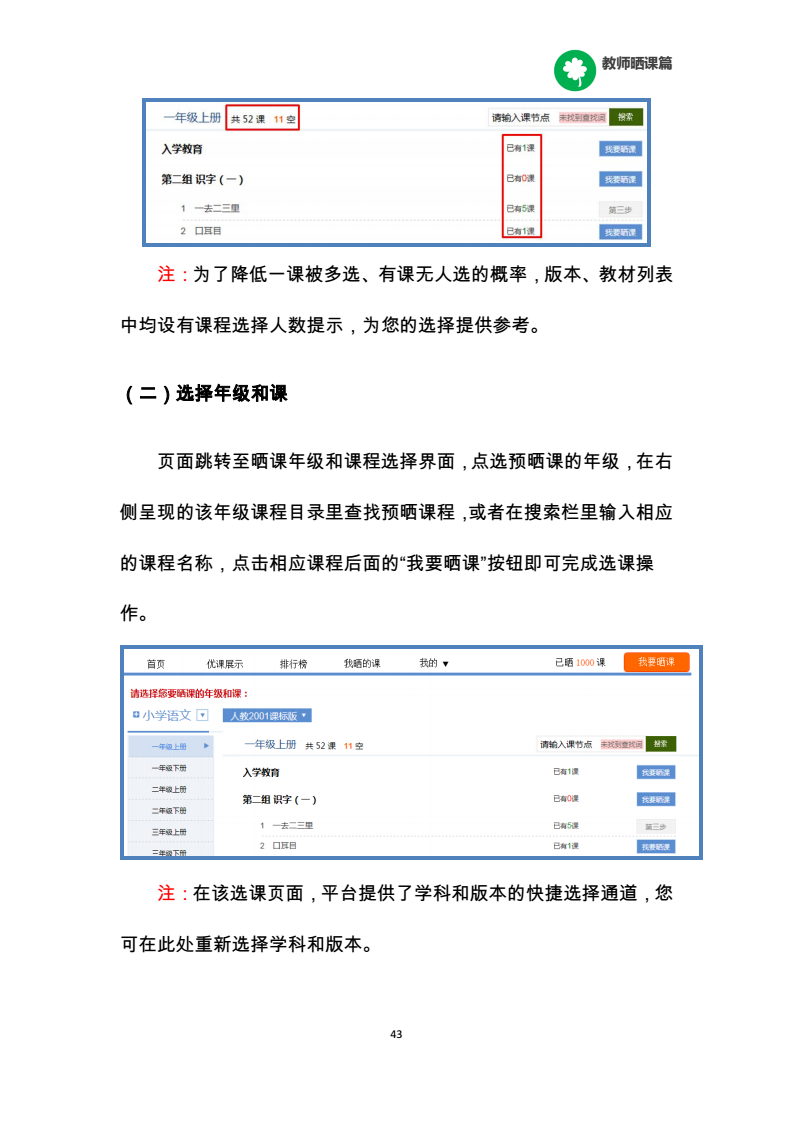 教师晒课篇
一年级上册 共 52 课 11 空 请输入课节点 未找到查找词 搜索
入学教育 已有1课 我要晒课
第二组 识字 ( 一 ) 已有0课 我要晒课
1 一去二三里 已有5课 第三步
2 口耳目 已有1课 我要晒课
注：为了降低一课被多选、有课无人选的概率，版本、教材列表
中均设有课程选择人数提示，为您的选择提供参考。
（二）选择年级和课
页面跳转至晒课年级和课程选择界面，点选预晒课的年级，在右
侧呈现的该年级课程目录里查找预晒课程，或者在搜索栏里输入相应
的课程名称，点击相应课程后面的“我要晒课”按钮即可完成选课操
作。
首页 优课展示 排行榜 我晒的课 我的 ▼ 已晒 1000 课 我要晒课
请选择您要晒课的年级和课：
小学语文 ▼ 人教2001课标版 ▼
一年级上册 一年级上册 共 52 课 11 空 请输入课节点 未找到查找词 搜索
一年级下册 入学教育 已有1课 我要晒课
二年级上册 第二组 识字 ( 一 ) 已有0课 我要晒课
二年级下册
三年级上册 1 一去二三里 已有5课 第三步
三年级下册 2 口耳目 已有1课 我要晒课
注：在该选课页面，平台提供了学科和版本的快捷选择通道，您
可在此处重新选择学科和版本。
43